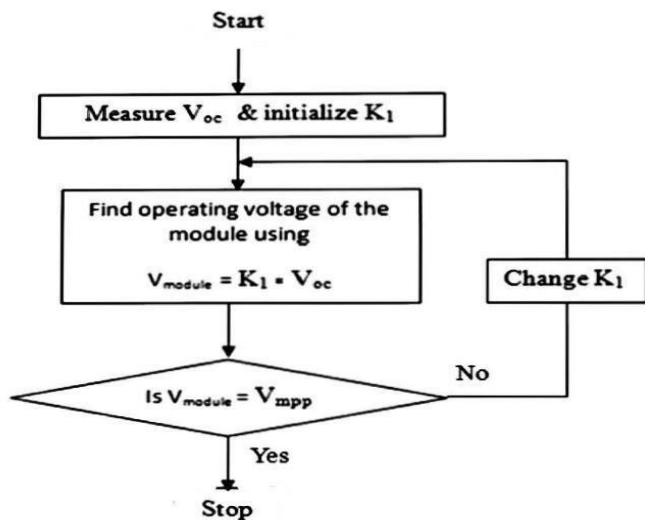 Start
Measure Voc & initialize K1
Find operating voltage of the
module using
Vmodule = K1 * Voc
Change K1
Is Vmodule = Vmpp
No
Yes
Stop